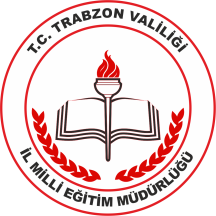 T.C. TRABZON VALİLİĞİ
İL MİLLİ EĞİTİM MÜDÜRLÜĞÜ